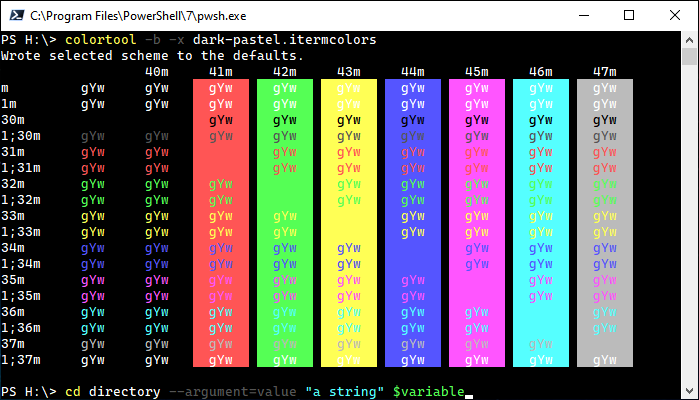 C:\Program Files\PowerShell\7\pwsh.exe
PS H:\> colortool -b -x dark-pastel.itermcolors
Wrote selected scheme to the defaults.
40m 41m 42m 43m 44m 45m 46m 47m
m gYw gYw gYw gYw gYw gYw gYw gYw gYw
1m gYw gYw gYw gYw gYw gYw gYw gYw gYw
30m gYw gYw gYw gYw gYw gYw gYw
1;30m gYw gYw gYw gYw gYw gYw gYw gYw gYw
31m gYw gYw gYw gYw gYw gYw gYw gYw
1;31m gYw gYw gYw gYw gYw gYw gYw gYw
32m gYw gYw gYw gYw gYw gYw gYw gYw
1;32m gYw gYw gYw gYw gYw gYw gYw gYw
33m gYw gYw gYw gYw gYw gYw gYw gYw
1;33m gYw gYw gYw gYw gYw gYw gYw gYw
34m gYw gYw gYw gYw gYw gYw gYw gYw
1;34m gYw gYw gYw gYw gYw gYw gYw gYw
35m gYw gYw gYw gYw gYw gYw gYw gYw
1;35m gYw gYw gYw gYw gYw gYw gYw gYw
36m gYw gYw gYw gYw gYw gYw gYw gYw
1;36m gYw gYw gYw gYw gYw gYw gYw gYw
37m gYw gYw gYw gYw gYw gYw gYw gYw
1;37m gYw gYw gYw gYw gYw gYw gYw gYw gYw
PS H:\> cd directory --argument=value "a string" $variable